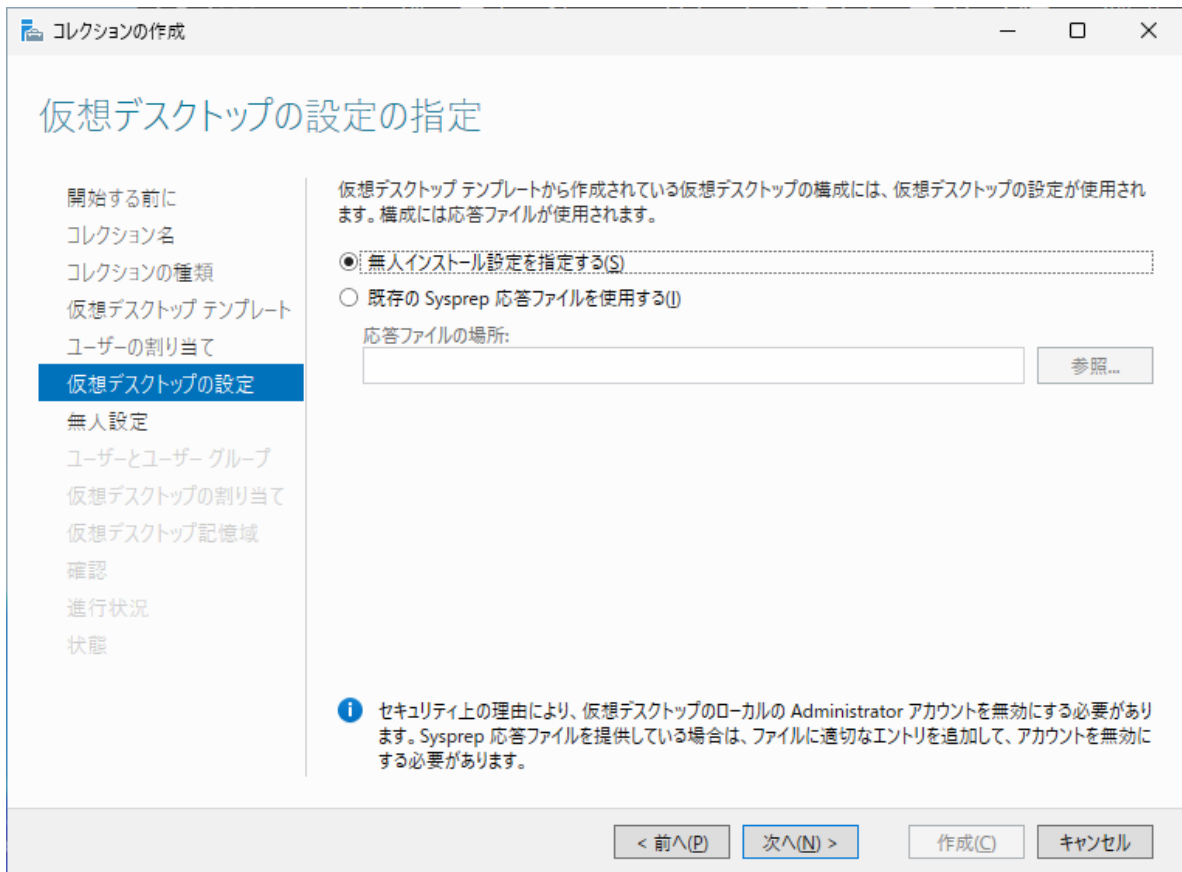 コレクションの作成
仮想デスクトップの設定の指定
開始する前に
コレクション名
コレクションの種類
仮想デスクトップ テンプレート
ユーザーの割り当て
仮想デスクトップの設定
無人設定
ユーザーとユーザー グループ
仮想デスクトップの割り当て
仮想デスクトップ記憶域
確認
進行状況
状態
仮想デスクトップ テンプレートから作成されている仮想デスクトップの構成には、仮想デスクトップの設定が使用され
ます。構成には応答ファイルが使用されます。
無人インストール設定を指定する(S)
既存の Sysprep 応答ファイルを使用する(I)
応答ファイルの場所:
参照...
セキュリティ上の理由により、仮想デスクトップのローカルの Administrator アカウントを無効にする必要があり
ます。Sysprep 応答ファイルを提供している場合は、ファイルに適切なエントリを追加して、アカウントを無効に
する必要があります。
< 前へ(P)
次へ(N) >
作成(C)
キャンセル